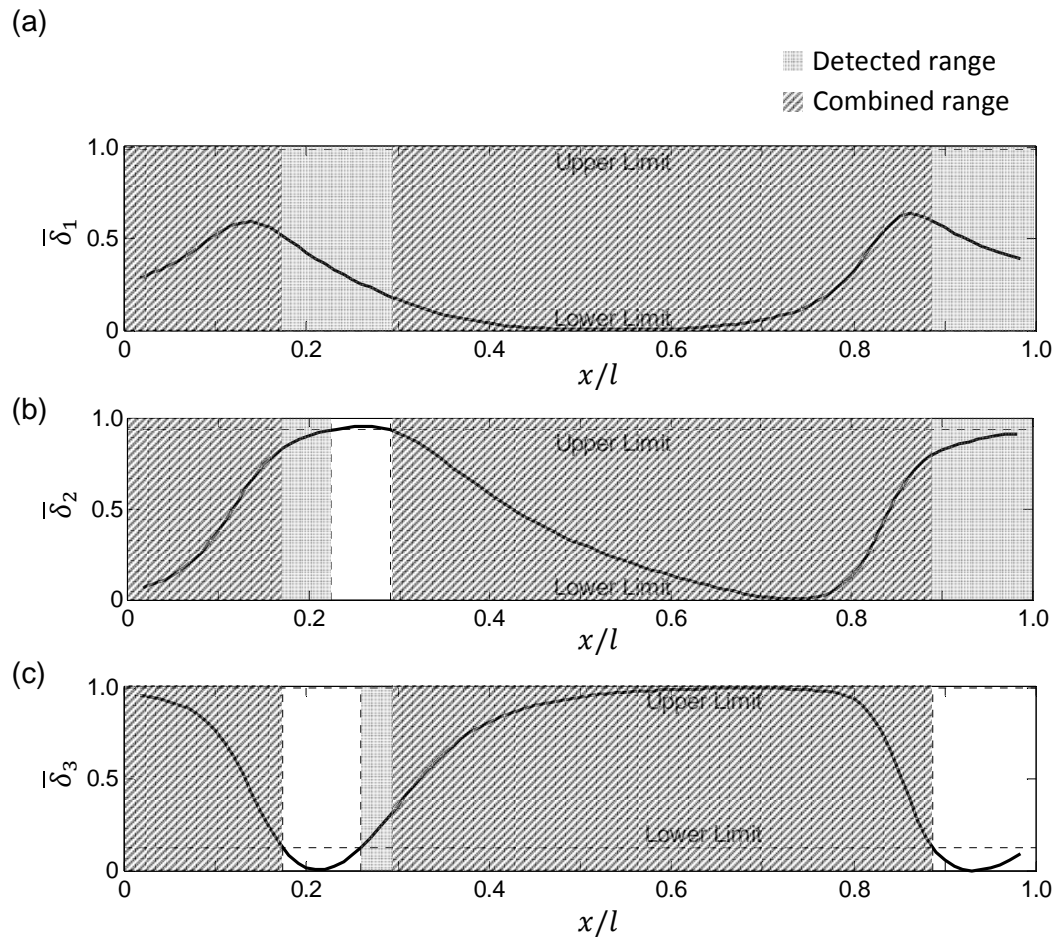 (a)
Detected range
Combined range
1.0
Upper Limit
0.5
δ̅₁
Lower Limit
0
0 0.2 0.4 0.6 0.8 1.0
x/l
(b)
1.0
Upper Limit
0.5
δ̅₂
Lower Limit
0
0 0.2 0.4 0.6 0.8 1.0
x/l
(c)
1.0
Upper Limit
0.5
δ̅₃
Lower Limit
0
0 0.2 0.4 0.6 0.8 1.0
x/l